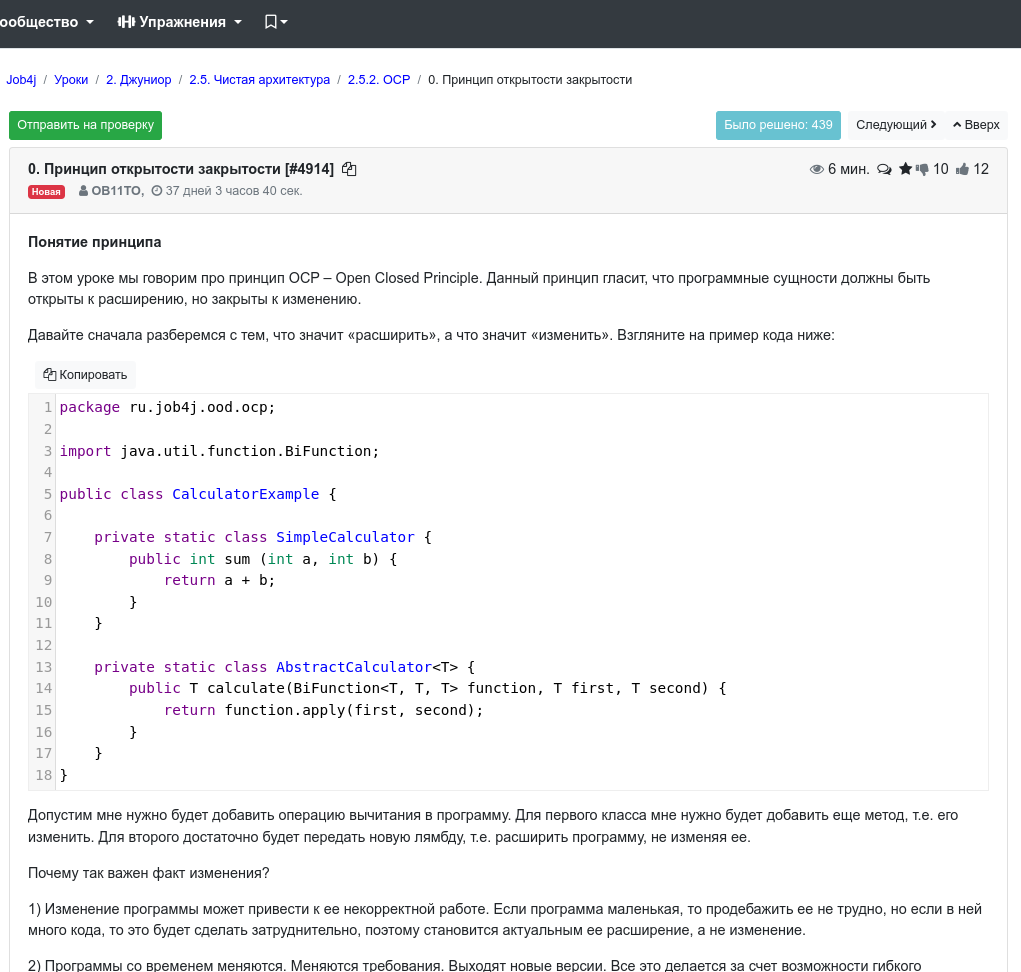 ообщество Упражнения
Job4j / Уроки / 2. Джуниор / 2.5. Чистая архитектура / 2.5.2. OCP / 0. Принцип открытости закрытости
Отправить на проверку Было решено: 439 Следующий Вверх
0. Принцип открытости закрытости [#4914] 6 мин. 10 12
Новая OB11TO, 37 дней 3 часов 40 сек.
Понятие принципа
В этом уроке мы говорим про принцип OCP – Open Closed Principle. Данный принцип гласит, что программные сущности должны быть
открыты к расширению, но закрыты к изменению.
Давайте сначала разберемся с тем, что значит «расширить», а что значит «изменить». Взгляните на пример кода ниже:
Копировать
1 package ru.job4j.ood.ocp;
2
3 import java.util.function.BiFunction;
4
5 public class CalculatorExample {
6
7     private static class SimpleCalculator {
8         public int sum (int a, int b) {
9             return a + b;
10         }
11     }
12
13     private static class AbstractCalculator<T> {
14         public T calculate(BiFunction<T, T, T> function, T first, T second) {
15             return function.apply(first, second);
16         }
17     }
18 }
Допустим мне нужно будет добавить операцию вычитания в программу. Для первого класса мне нужно будет добавить еще метод, т.е. его
изменить. Для второго достаточно будет передать новую лямбду, т.е. расширить программу, не изменяя ее.
Почему так важен факт изменения?
1) Изменение программы может привести к ее некорректной работе. Если программа маленькая, то продебажить ее не трудно, но если в ней
много кода, то это будет сделать затруднительно, поэтому становится актуальным ее расширение, а не изменение.
2) Программы со временем меняются. Меняются требования. Выходят новые версии. Все это делается за счет возможности гибкого